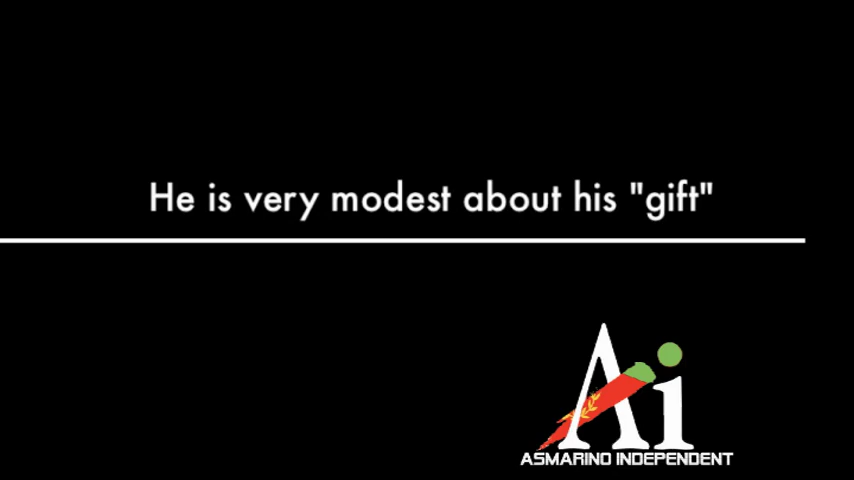 He is very modest about his "gift"
Ai
ASMARINO INDEPENDENT